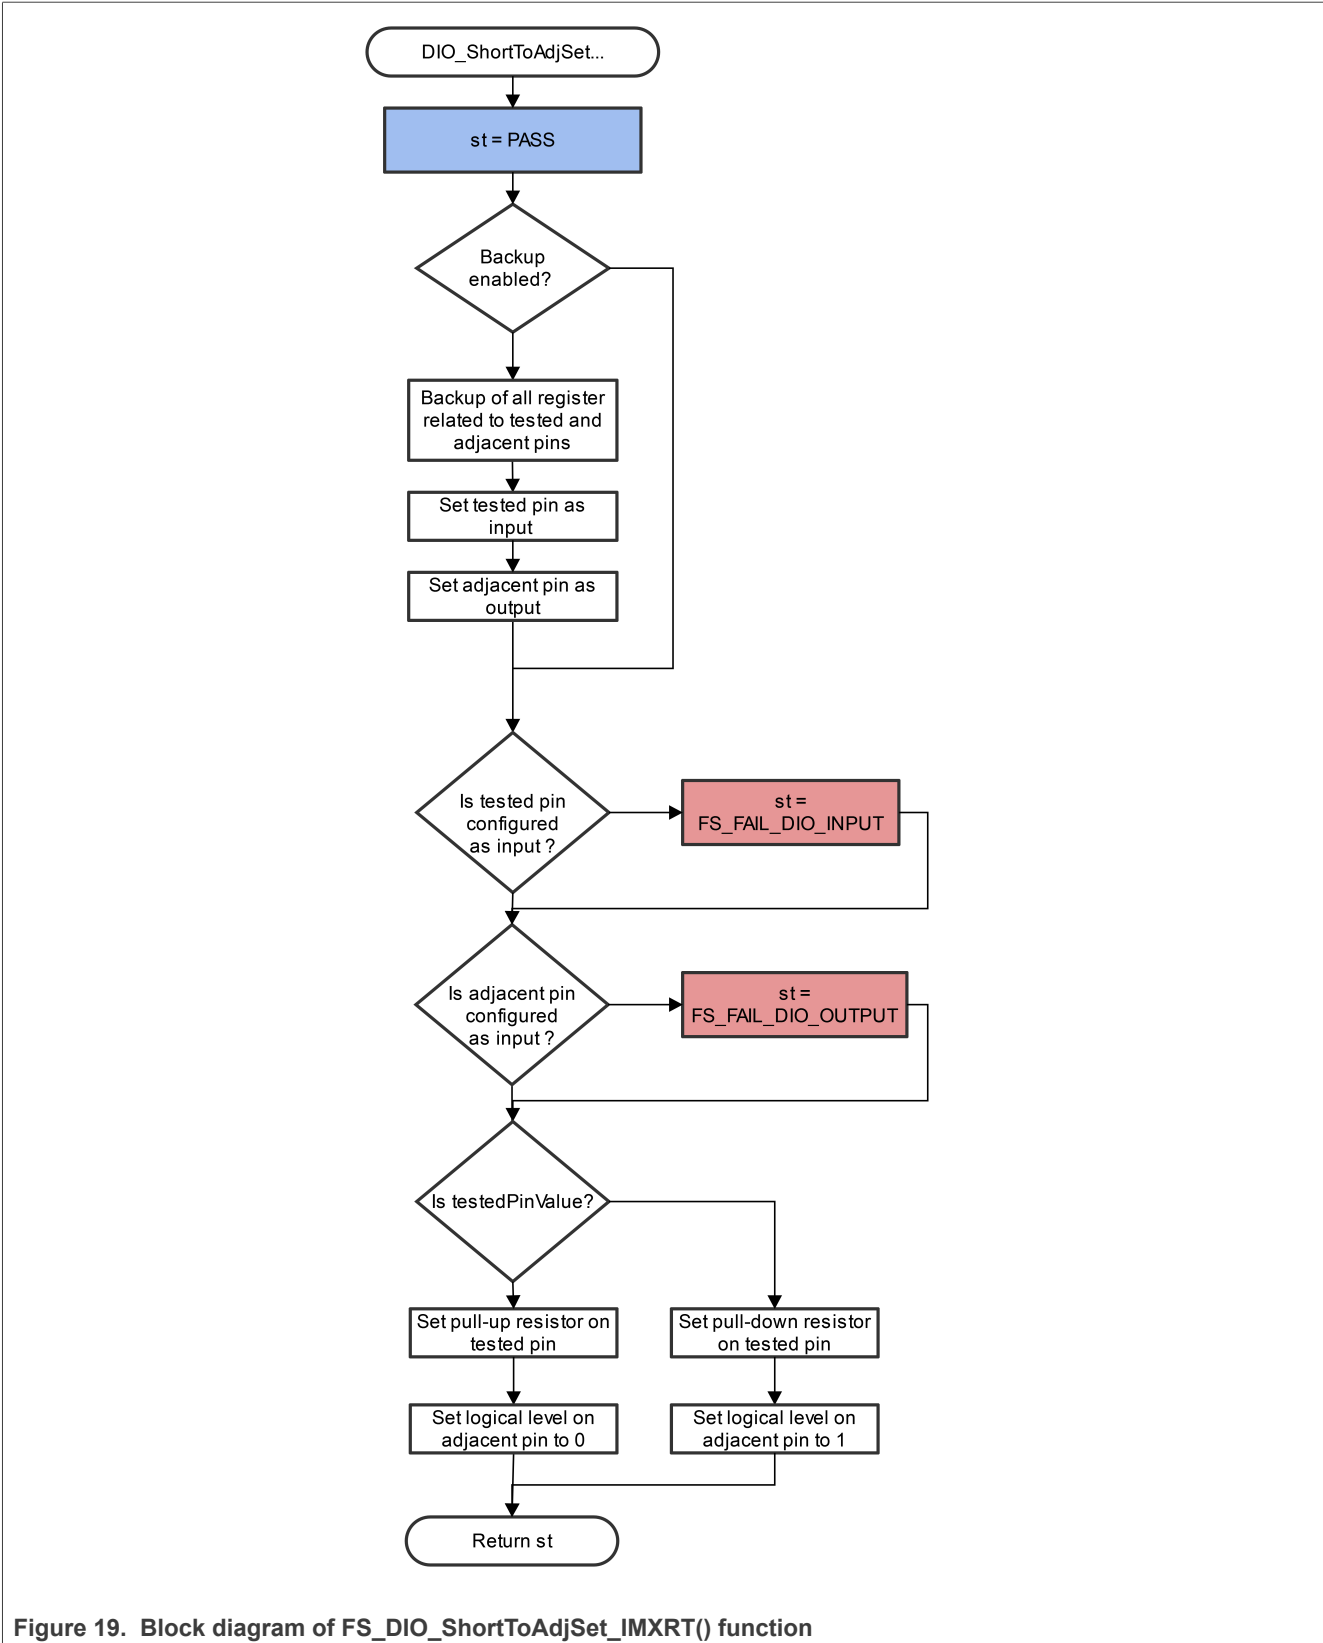 DIO_ShortToAdjSet...
st = PASS
Backup
enabled?
Backup of all register
related to tested and
adjacent pins
Set tested pin as
input
Set adjacent pin as
output
Is tested pin
configured
as input ?
st =
FS_FAIL_DIO_INPUT
Is adjacent pin
configured
as input ?
st =
FS_FAIL_DIO_OUTPUT
Is testedPinValue?
Set pull-up resistor on
tested pin
Set pull-down resistor
on tested pin
Set logical level on
adjacent pin to 0
Set logical level on
adjacent pin to 1
Return st
Figure 19. Block diagram of FS_DIO_ShortToAdjSet_IMXRT() function